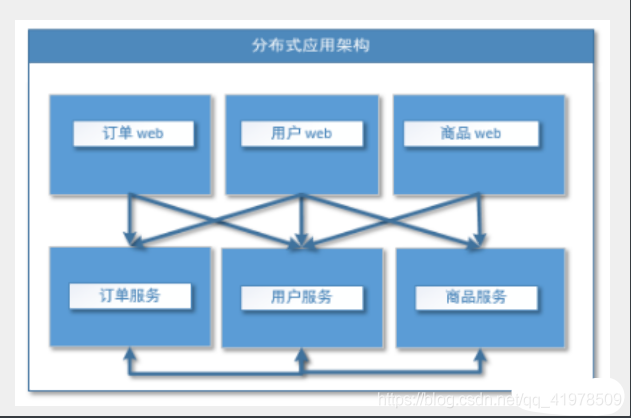 分布式应用架构
订单 web
用户 web
商品 web
订单服务
用户服务
商品服务
https://blog.csdn.net/qq_41978509